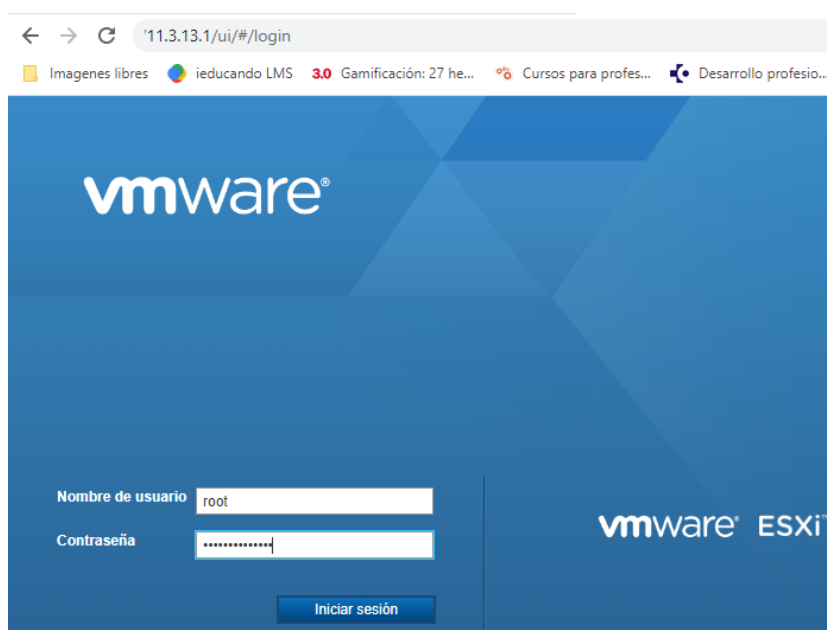 '11.3.13.1/ui/#/login
Imagenes libres ieducando LMS 3.0 Gamificación: 27 he... Cursos para profes... Desarrollo profesio...
vmware®
Nombre de usuario root
Contraseña ••••••••••••••
vmware® ESXi™
Iniciar sesión